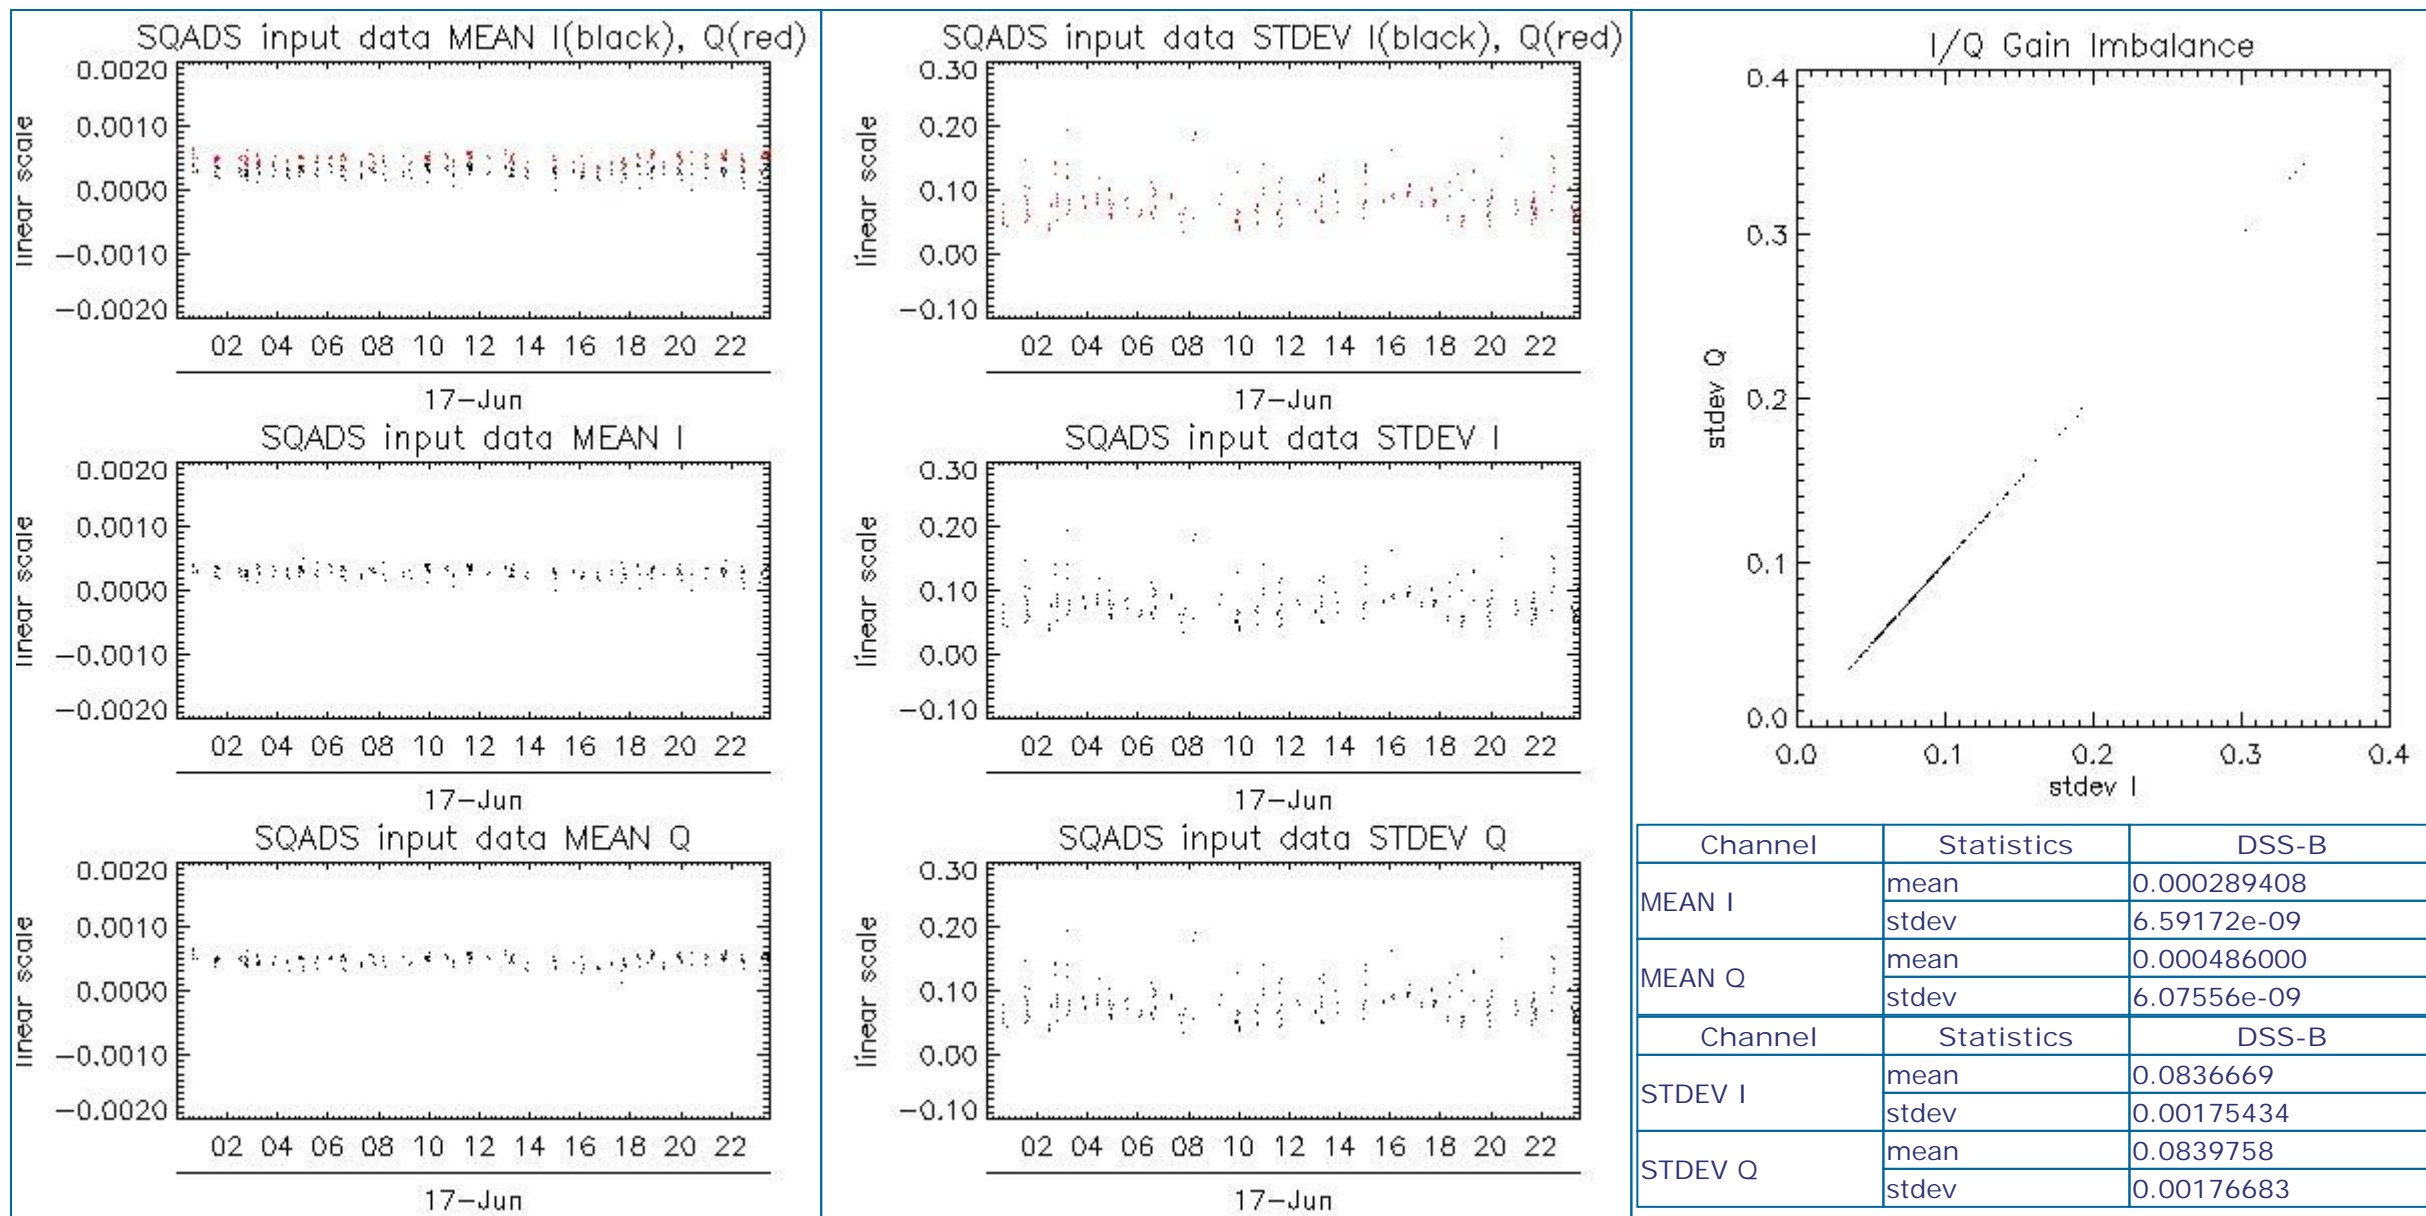 SQADS input data MEAN I(black), Q(red)
0.0020
0.0010
0.0000
−0.0010
−0.0020
linear scale
02 04 06 08 10 12 14 16 18 20 22
17−Jun
SQADS input data MEAN I
0.0020
0.0010
0.0000
−0.0010
−0.0020
linear scale
02 04 06 08 10 12 14 16 18 20 22
17−Jun
SQADS input data MEAN Q
0.0020
0.0010
0.0000
−0.0010
−0.0020
linear scale
02 04 06 08 10 12 14 16 18 20 22
17−Jun
SQADS input data STDEV I(black), Q(red)
0.30
0.20
0.10
0.00
−0.10
linear scale
02 04 06 08 10 12 14 16 18 20 22
17−Jun
SQADS input data STDEV I
0.30
0.20
0.10
0.00
−0.10
linear scale
02 04 06 08 10 12 14 16 18 20 22
17−Jun
SQADS input data STDEV Q
0.30
0.20
0.10
0.00
−0.10
linear scale
02 04 06 08 10 12 14 16 18 20 22
17−Jun
I/Q Gain Imbalance
0.4
0.3
0.2
0.1
0.0
stdev Q
0.0 0.1 0.2 0.3 0.4
stdev I
Channel Statistics DSS-B
MEAN I mean 0.000289408
stdev 6.59172e-09
MEAN Q mean 0.000486000
stdev 6.07556e-09
Channel Statistics DSS-B
STDEV I mean 0.0836669
stdev 0.00175434
STDEV Q mean 0.0839758
stdev 0.00176683